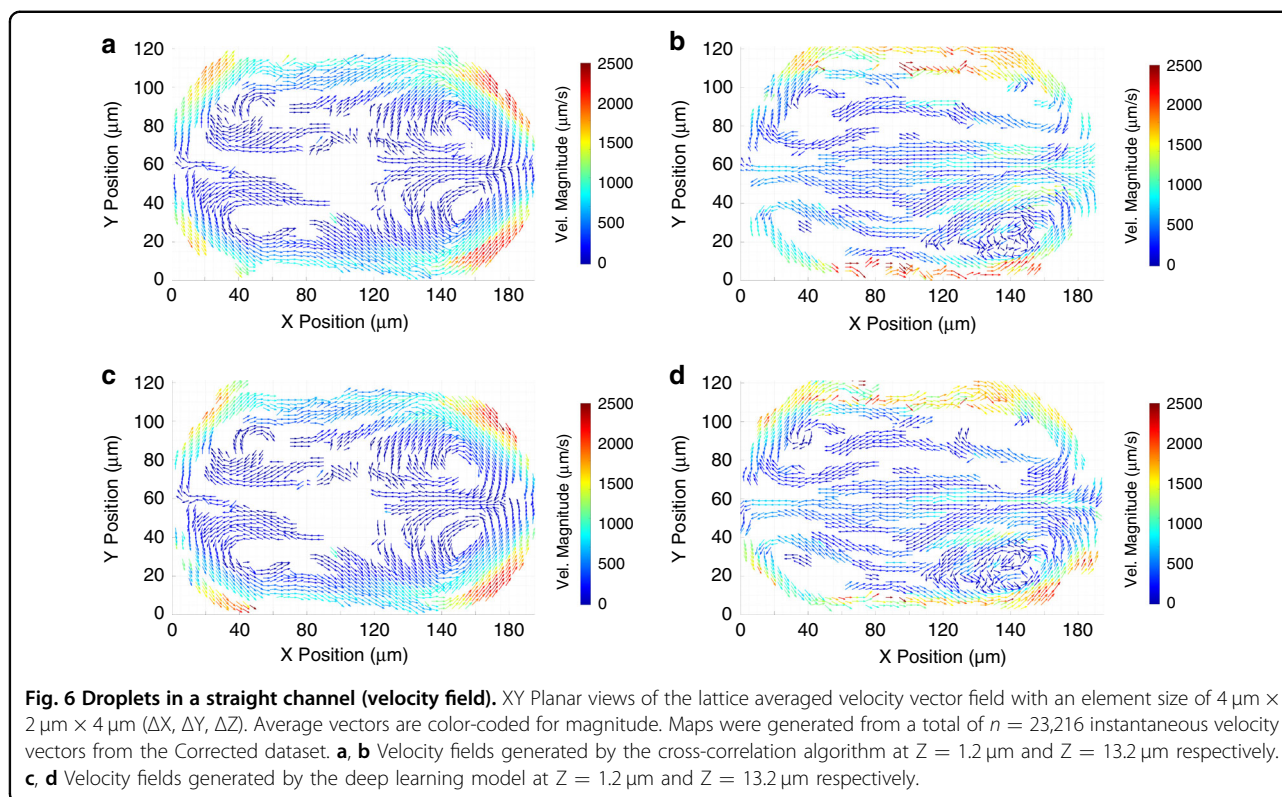 a
120
100
80
60
40
20
0
Y Position (µm)
0 40 80 120 140 180
X Position (µm)
2500
2000
1500
1000
500
0
Vel. Magnitude (µm/s)
b
120
100
80
60
40
20
0
Y Position (µm)
0 40 80 120 140 180
X Position (µm)
2500
2000
1500
1000
500
0
Vel. Magnitude (µm/s)
c
120
100
80
60
40
20
0
Y Position (µm)
0 40 80 120 140 180
X Position (µm)
2500
2000
1500
1000
500
0
Vel. Magnitude (µm/s)
d
120
100
80
60
40
20
0
Y Position (µm)
0 40 80 120 140 180
X Position (µm)
2500
2000
1500
1000
500
0
Vel. Magnitude (µm/s)
Fig. 6 Droplets in a straight channel (velocity field). XY Planar views of the lattice averaged velocity vector field with an element size of 4 µm ×
2 µm × 4 µm (ΔX, ΔY, ΔZ). Average vectors are color-coded for magnitude. Maps were generated from a total of n = 23,216 instantaneous velocity
vectors from the Corrected dataset. a, b Velocity fields generated by the cross-correlation algorithm at Z = 1.2 µm and Z = 13.2 µm respectively.
c, d Velocity fields generated by the deep learning model at Z = 1.2 µm and Z = 13.2 µm respectively.